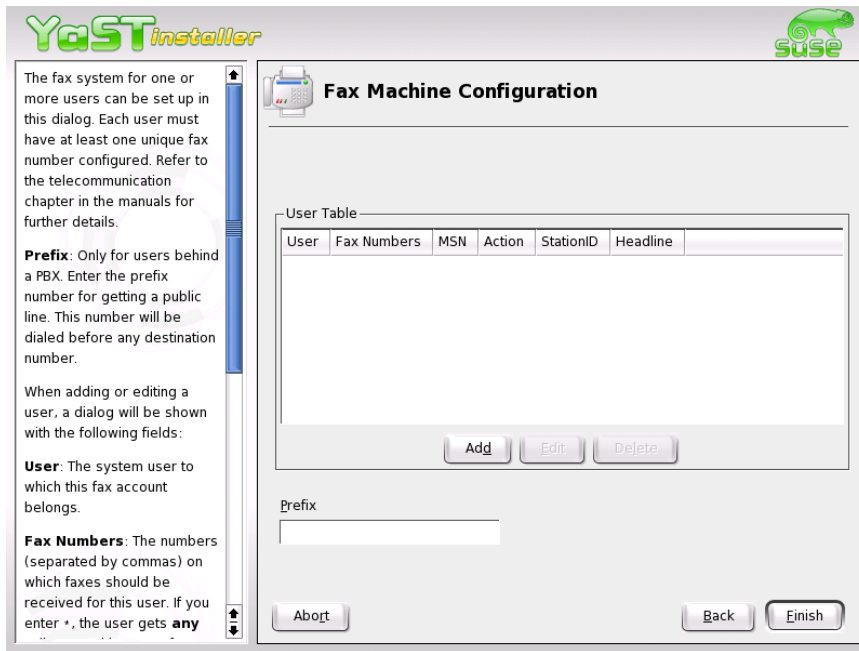 YaST installer
SUSE
The fax system for one or
more users can be set up in
this dialog. Each user must
have at least one unique fax
number configured. Refer to
the telecommunication
chapter in the manuals for
further details.
Prefix: Only for users behind
a PBX. Enter the prefix
number for getting a public
line. This number will be
dialed before any destination
number.
When adding or editing a
user, a dialog will be shown
with the following fields:
User: The system user to
which this fax account
belongs.
Fax Numbers: The numbers
(separated by commas) on
which faxes should be
received for this user. If you
enter *, the user gets any
Fax Machine Configuration
User Table
User Fax Numbers MSN Action StationID Headline
Add Edit Delete
Prefix
Abort Back Finish